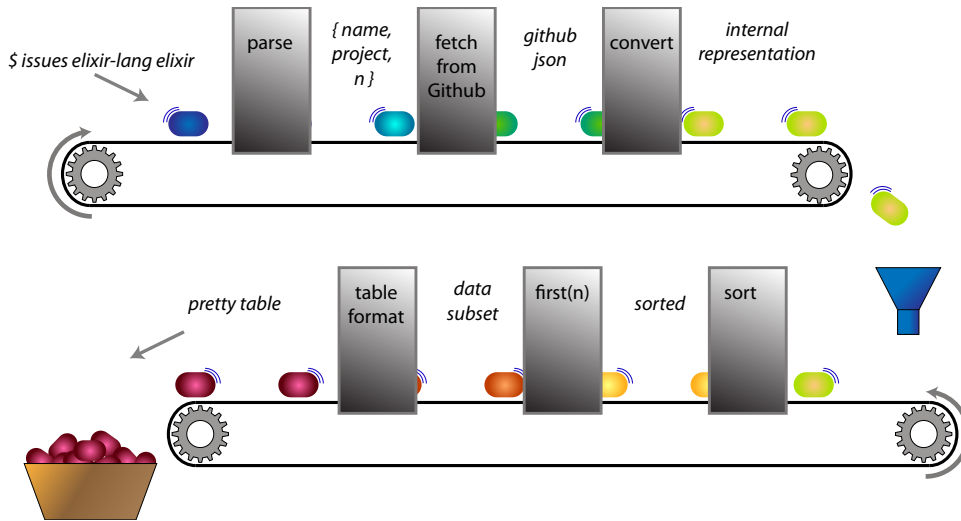 $ issues elixir-lang elixir
parse
{ name,
project,
n }
fetch
from
Github
github
json
convert
internal
representation
pretty table
table
format
data
subset
first(n)
sorted
sort